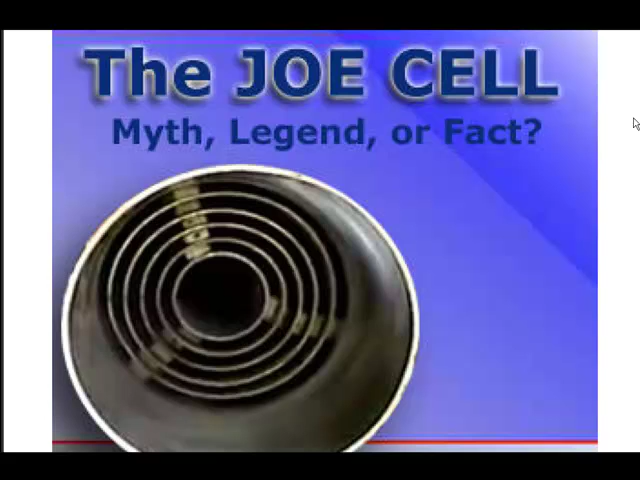 The JOE CELL
Myth, Legend, or Fact?